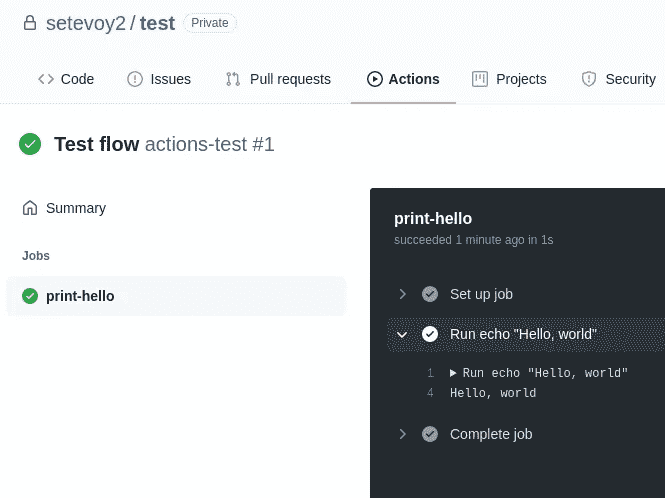 setevoy2 / test Private
Code Issues Pull requests Actions Projects Security
Test flow actions-test #1
Summary
Jobs
print-hello
print-hello
succeeded 1 minute ago in 1s
Set up job
Run echo "Hello, world"
1 Run echo "Hello, world"
4 Hello, world
Complete job